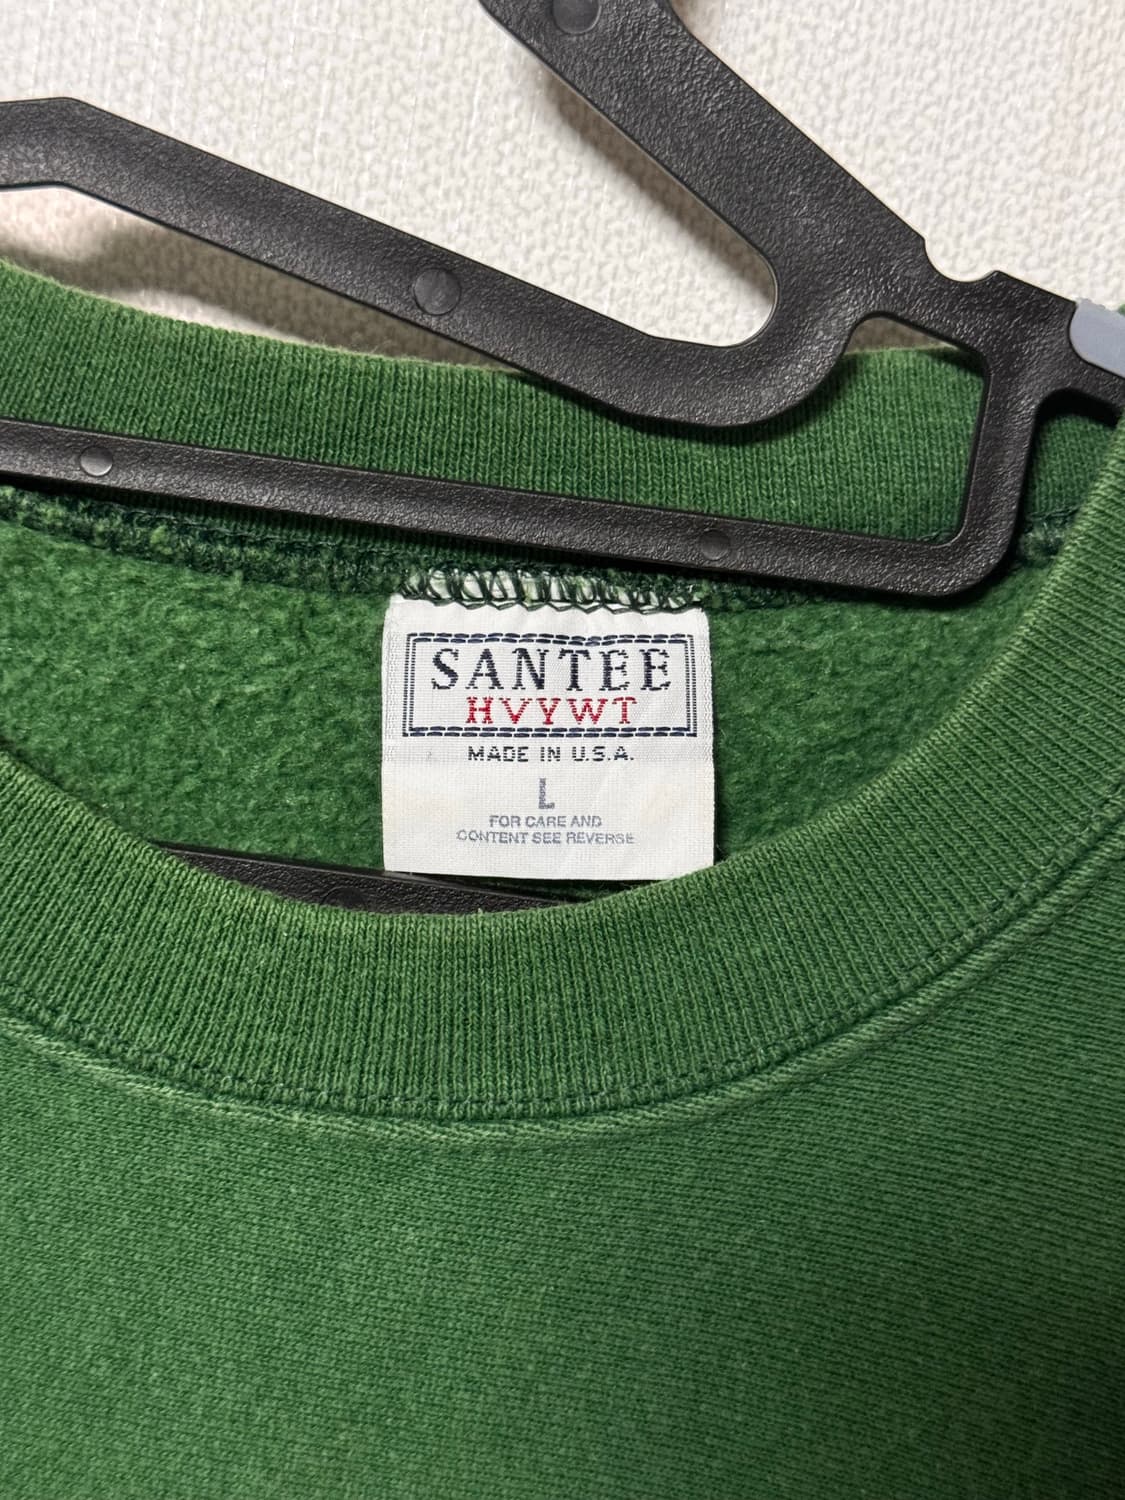 SANTEE
HVYWT
MADE IN U.S.A.
L
FOR CARE AND
CONTENT SEE REVERSE